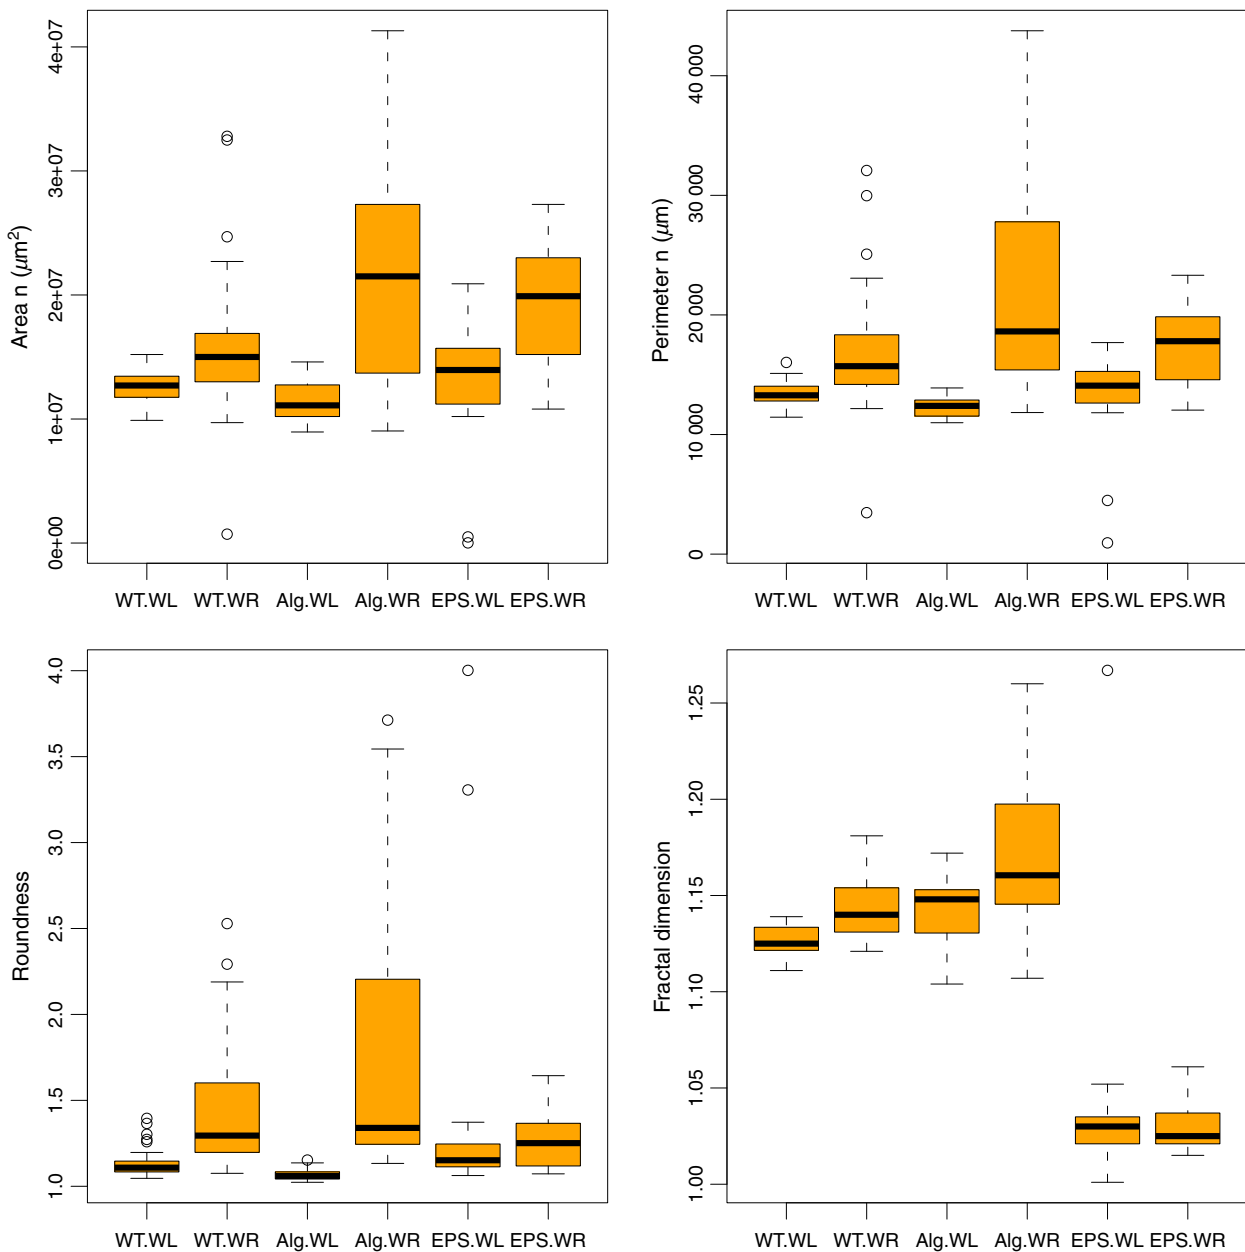 Area n (μm²)
0e+00 1e+07 2e+07 3e+07 4e+07
WT.WL WT.WR Alg.WL Alg.WR EPS.WL EPS.WR
Perimeter n (μm)
0 10 000 20 000 30 000 40 000
WT.WL WT.WR Alg.WL Alg.WR EPS.WL EPS.WR
Roundness
1.0 1.5 2.0 2.5 3.0 3.5 4.0
WT.WL WT.WR Alg.WL Alg.WR EPS.WL EPS.WR
Fractal dimension
1.00 1.05 1.10 1.15 1.20 1.25
WT.WL WT.WR Alg.WL Alg.WR EPS.WL EPS.WR